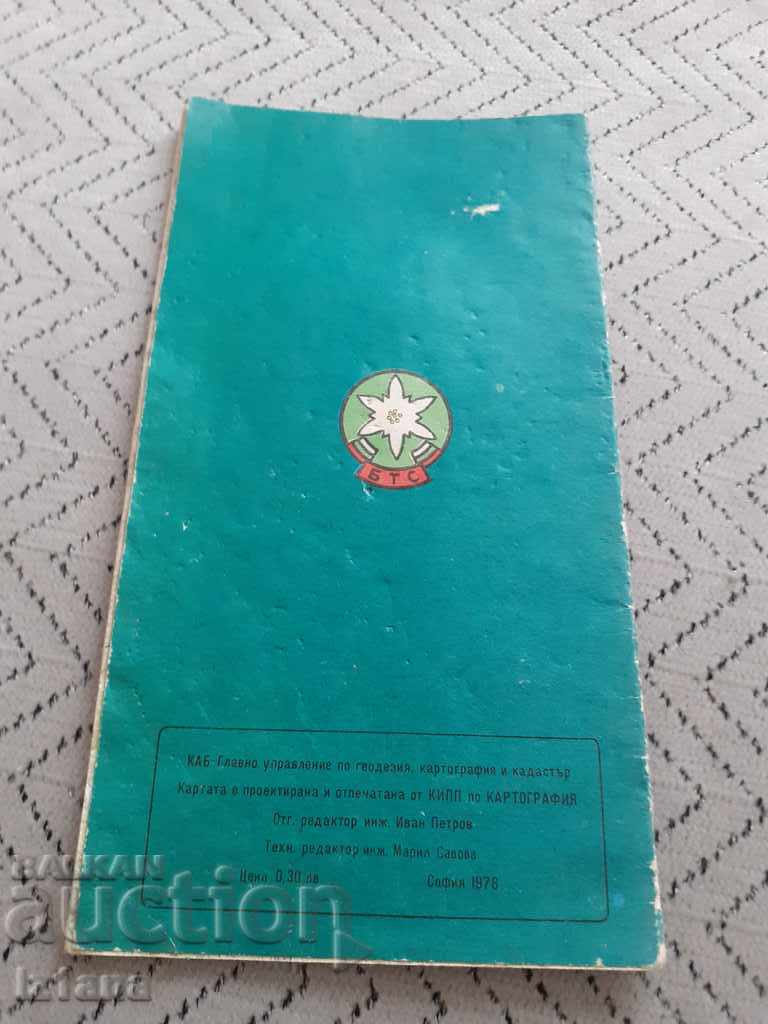 БТС
КАБ-Главно управление по геодезия, картография и кадастър
Картата е проектирана и отпечатана от КИПП по КАРТОГРАФИЯ
Отг. редактор инж. Иван Петров
Техн. редактор инж. Мария Савова
Цена 0,30 лв. София 1978
BALKAN
auction
Iztana